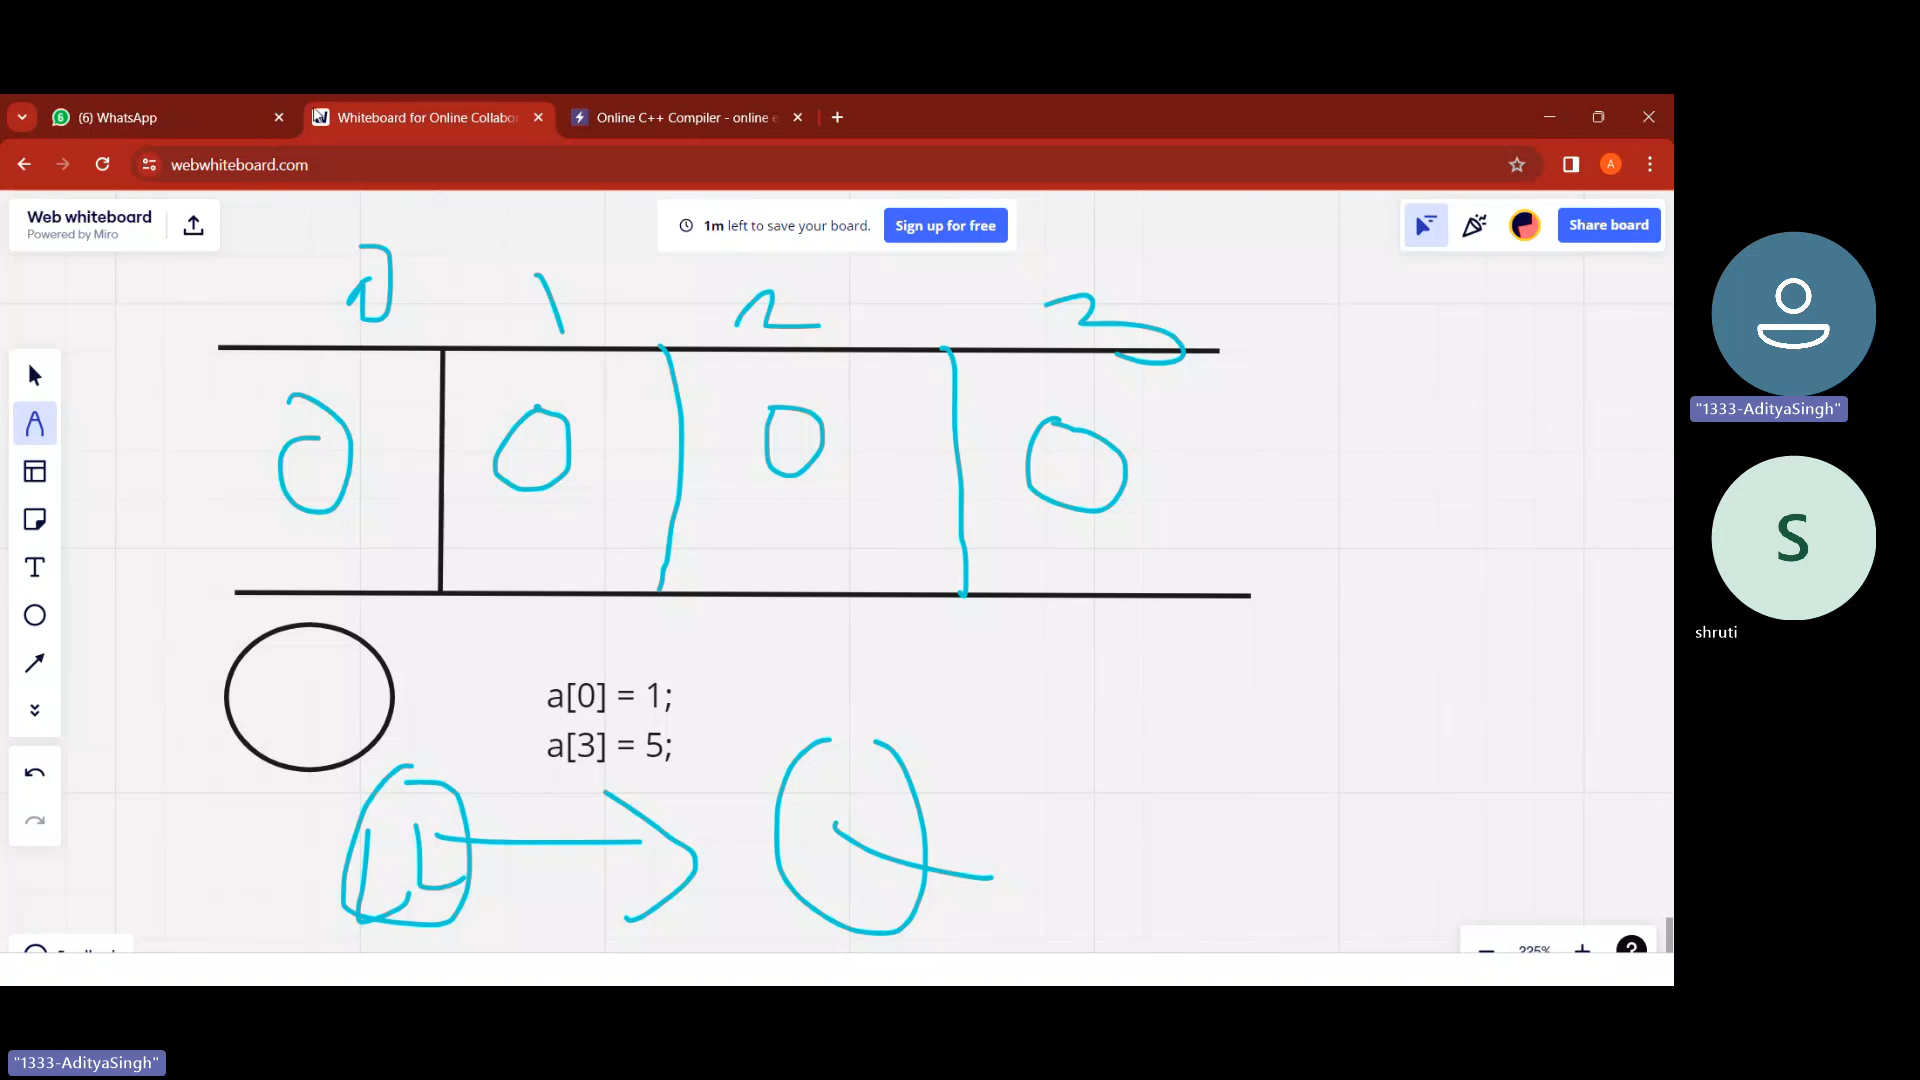 (6) WhatsApp
Whiteboard for Online Collabo
Online C++ Compiler - online e
webwhiteboard.com
A
Web whiteboard
Powered by Miro
1m left to save your board.
Sign up for free
Share board
0 1 2 3
0 0 0 0
a[0] = 1;
a[3] = 5;
225%
"1333-AdityaSingh"
S
shruti
"1333-AdityaSingh"